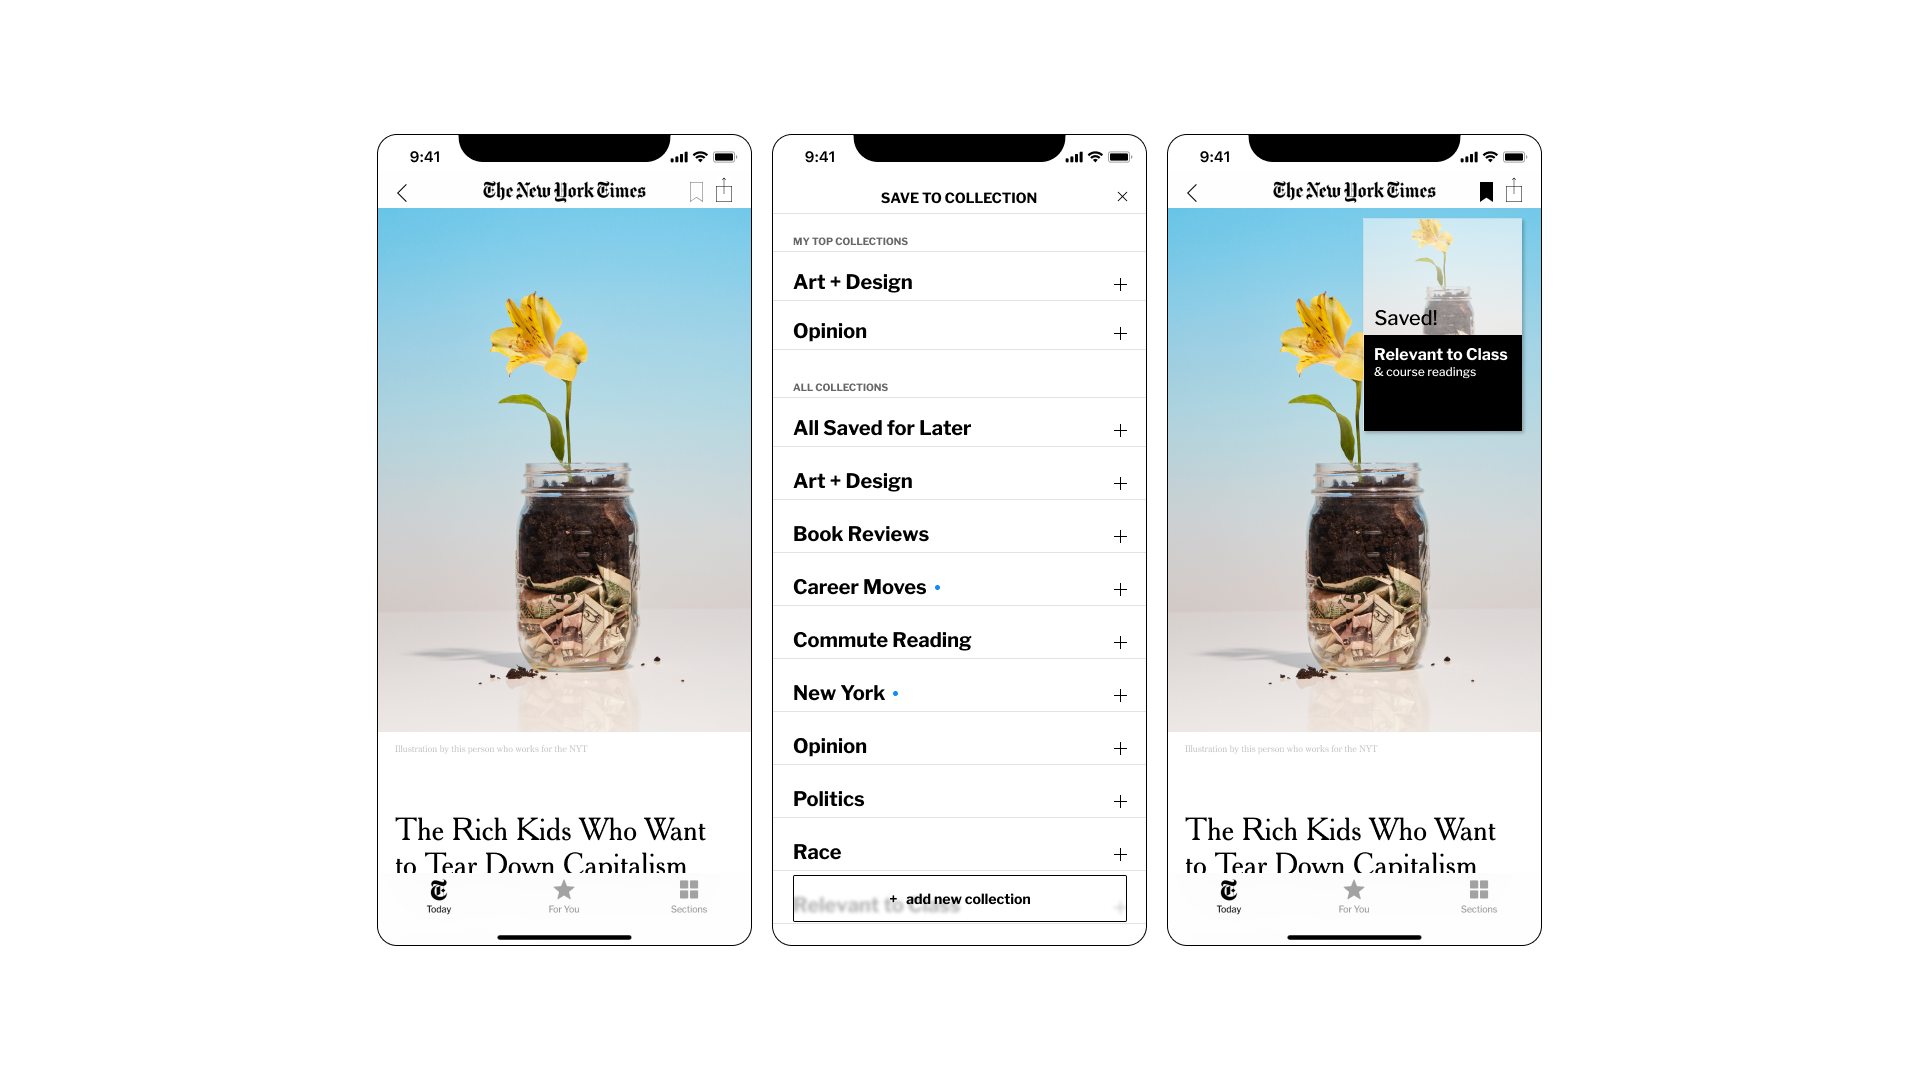 9:41
The New York Times
Illustration by this person who works for the NYT
The Rich Kids Who Want
to Tear Down Capitalism
Today
For You
Sections
9:41
SAVE TO COLLECTION
MY TOP COLLECTIONS
Art + Design
Opinion
ALL COLLECTIONS
All Saved for Later
Art + Design
Book Reviews
Career Moves
Commute Reading
New York
Opinion
Politics
Race
Relevant to Class
+ add new collection
9:41
The New York Times
Saved!
Relevant to Class
& course readings
Illustration by this person who works for the NYT
The Rich Kids Who Want
to Tear Down Capitalism
Today
For You
Sections